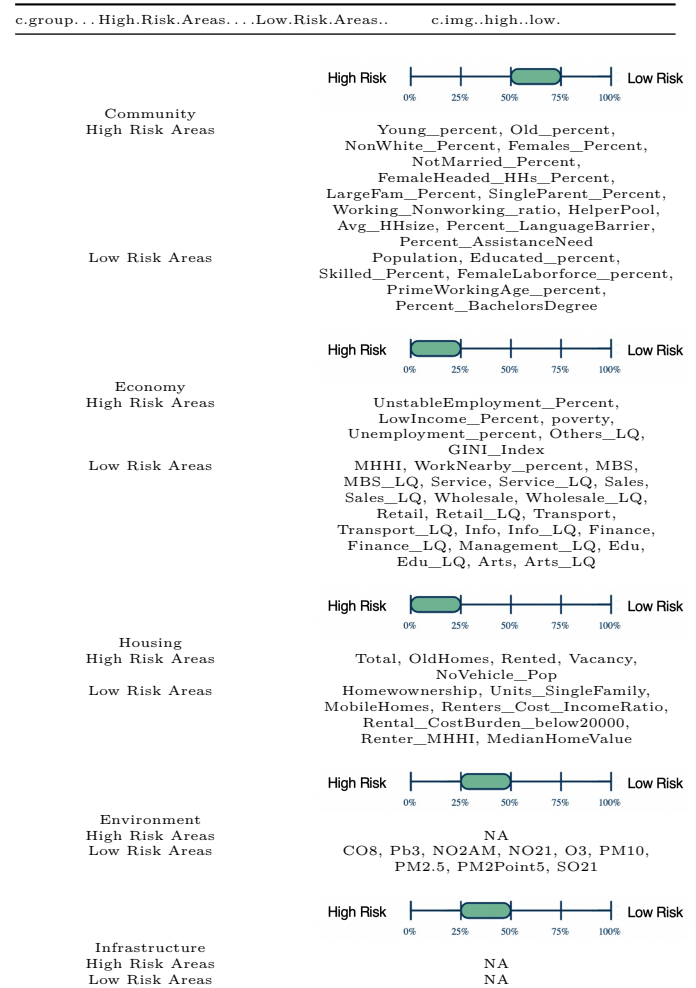 c.group...High.Risk.Areas....Low.Risk.Areas.. c.img..high..low.
High Risk Low Risk
0% 25% 50% 75% 100%
Community
High Risk Areas Young_percent, Old_percent,
NonWhite_Percent, Females_Percent,
NotMarried_Percent,
FemaleHeaded_HHs_Percent,
LargeFam_Percent, SingleParent_Percent,
Working_Nonworking_ratio, HelperPool,
Avg_HHsize, Percent_LanguageBarrier,
Percent_AssistanceNeed
Low Risk Areas Population, Educated_percent,
Skilled_Percent, FemaleLaborforce_percent,
PrimeWorkingAge_percent,
Percent_BachelorsDegree
High Risk Low Risk
0% 25% 50% 75% 100%
Economy
High Risk Areas UnstableEmployment_Percent,
LowIncome_Percent, poverty,
Unemployment_percent, Others_LQ,
GINI_Index
Low Risk Areas MHHI, WorkNearby_percent, MBS,
MBS_LQ, Service, Service_LQ, Sales,
Sales_LQ, Wholesale, Wholesale_LQ,
Retail, Retail_LQ, Transport,
Transport_LQ, Info, Info_LQ, Finance,
Finance_LQ, Management_LQ, Edu,
Edu_LQ, Arts, Arts_LQ
High Risk Low Risk
0% 25% 50% 75% 100%
Housing
High Risk Areas Total, OldHomes, Rented, Vacancy,
NoVehicle_Pop
Low Risk Areas Homewownership, Units_SingleFamily,
MobileHomes, Renters_Cost_IncomeRatio,
Rental_CostBurden_below20000,
Renter_MHHI, MedianHomeValue
High Risk Low Risk
0% 25% 50% 75% 100%
Environment
High Risk Areas NA
Low Risk Areas CO8, Pb3, NO2AM, NO21, O3, PM10,
PM2.5, PM2Point5, SO21
High Risk Low Risk
0% 25% 50% 75% 100%
Infrastructure
High Risk Areas NA
Low Risk Areas NA